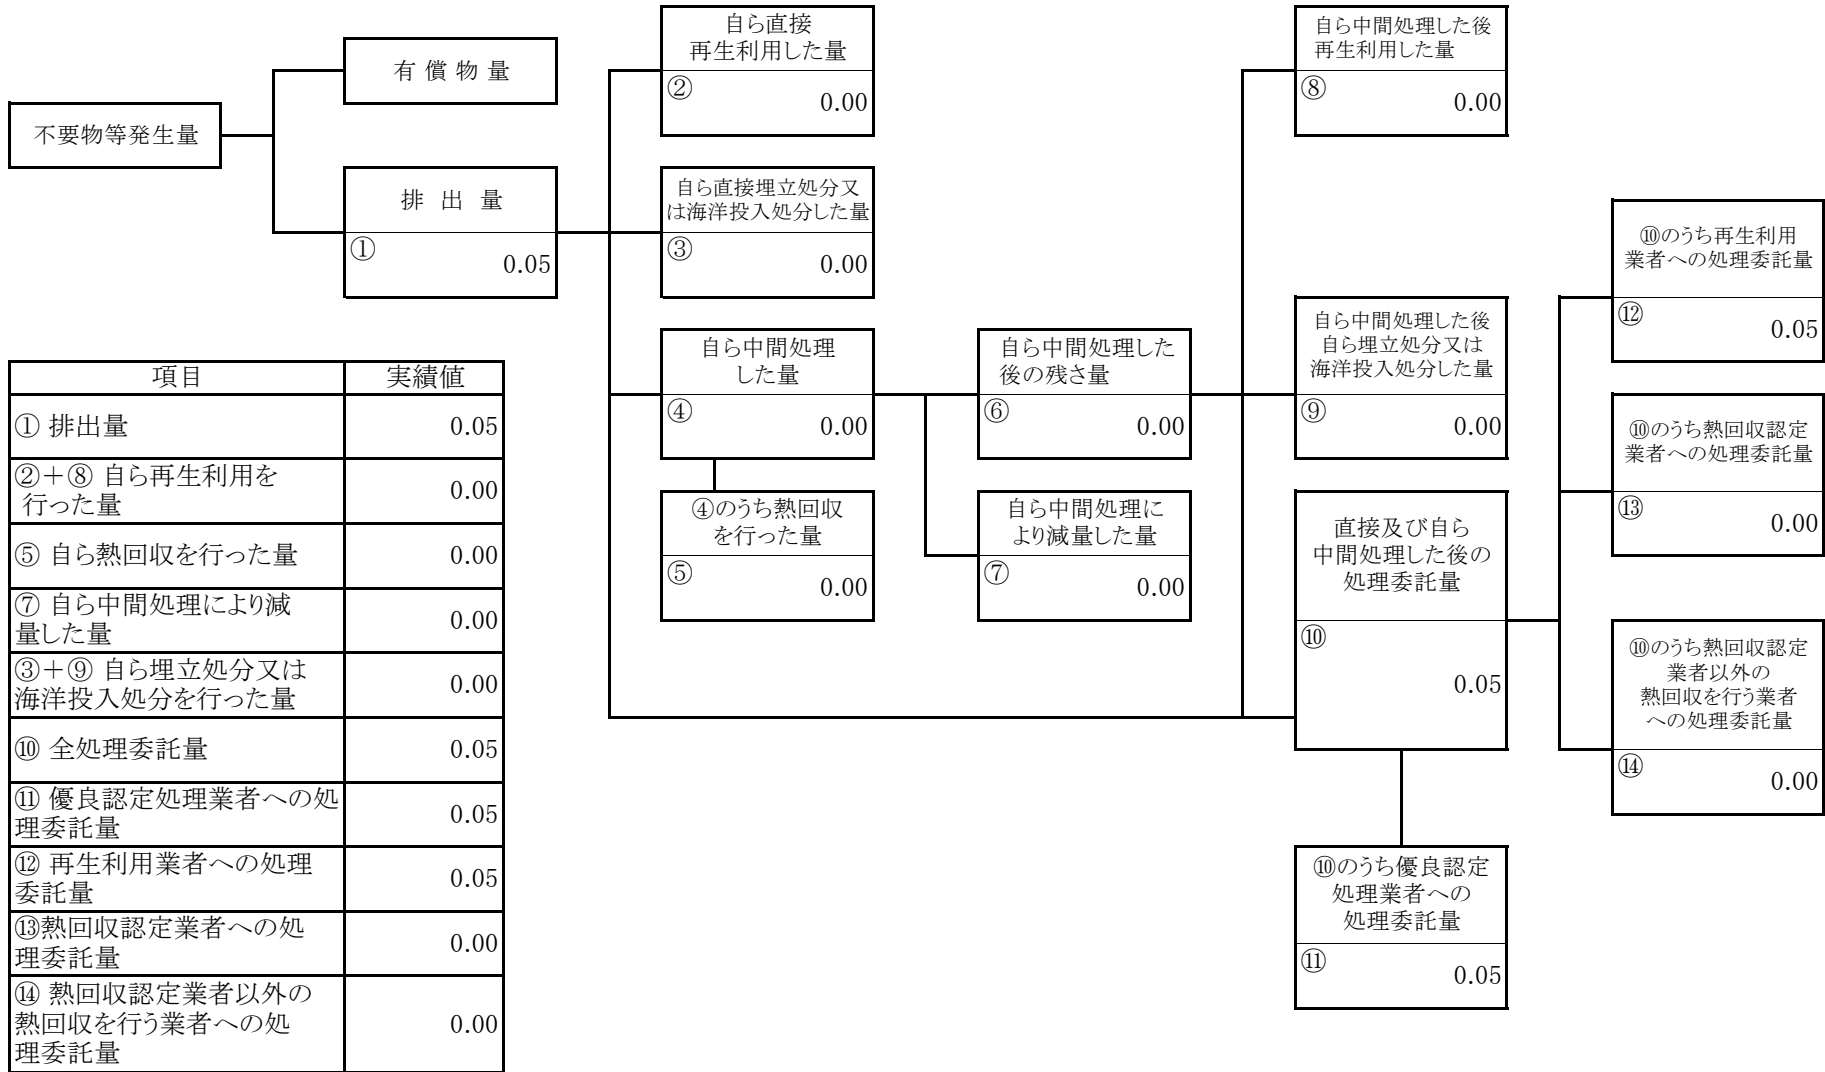 不要物等発生量
有 償 物 量
排 出 量
①
0.05
自ら直接
再生利用した量
②
0.00
自ら直接埋立処分又
は海洋投入処分した量
③
0.00
自ら中間処理
した量
④
0.00
④のうち熱回収
を行った量
⑤
0.00
自ら中間処理した
後の残さ量
⑥
0.00
自ら中間処理に
より減量した量
⑦
0.00
自ら中間処理した後
再生利用した量
⑧
0.00
自ら中間処理した後
自ら埋立処分又は
海洋投入処分した量
⑨
0.00
直接及び自ら
中間処理した後の
処理委託量
⑩
0.05
⑩のうち優良認定
処理業者への
処理委託量
⑪
0.05
⑩のうち再生利用
業者への処理委託量
⑫
0.05
⑩のうち熱回収認定
業者への処理委託量
⑬
0.00
⑩のうち熱回収認定
業者以外の
熱回収を行う業者
への処理委託量
⑭
0.00
項目 実績値
① 排出量 0.05
②+⑧ 自ら再生利用を
行った量 0.00
⑤ 自ら熱回収を行った量 0.00
⑦ 自ら中間処理により減
量した量 0.00
③+⑨ 自ら埋立処分又は
海洋投入処分を行った量 0.00
⑩ 全処理委託量 0.05
⑪ 優良認定処理業者への処
理委託量 0.05
⑫ 再生利用業者への処理
委託量 0.05
⑬熱回収認定業者への処
理委託量 0.00
⑭ 熱回収認定業者以外の
熱回収を行う業者への処
理委託量 0.00